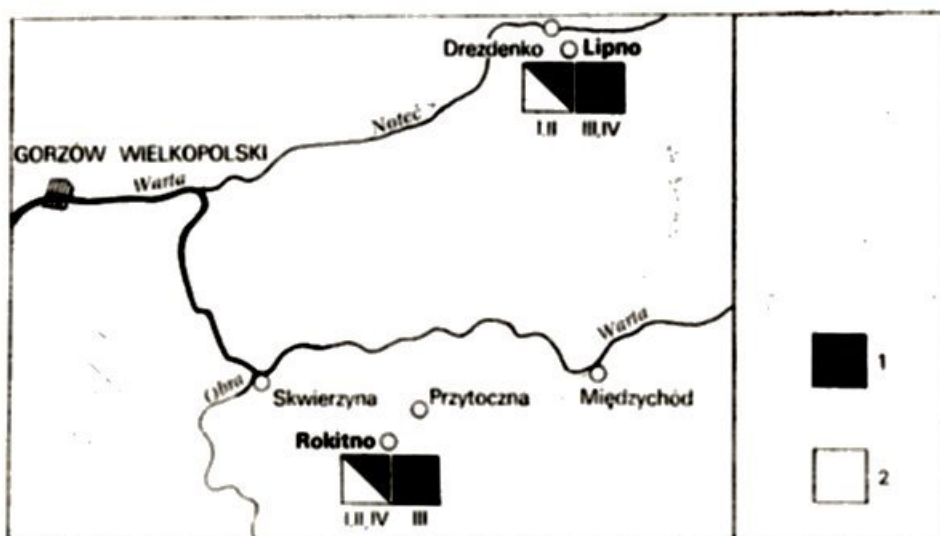 Drezdenko Lipno
I.II III,IV
Noteć
GORZÓW WIELKOPOLSKI
Warta
Warta
1
Obra
Skwierzyna Przytoczna Międzychód
Rokitno
2
I,II,IV III